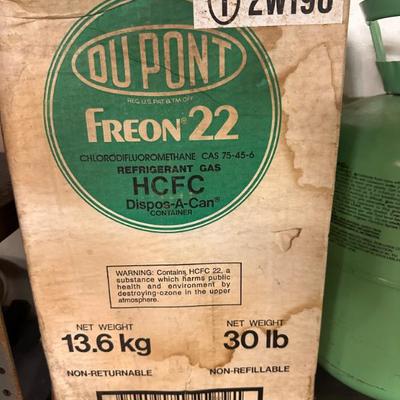 1 2W196
DU PONT
REG. U.S. PAT & TM. OFF.
FREON® 22
CHLORODIFLUOROMETHANE CAS 75-45-6
REFRIGERANT GAS
HCFC
Dispos-A-Can®
CONTAINER
WARNING: Contains HCFC 22, a
substance which harms public
health and environment by
destroying-ozone in the upper
atmosphere.
NET WEIGHT
13.6 kg
NON-RETURNABLE
NET WEIGHT
30 lb
NON-REFILLABLE